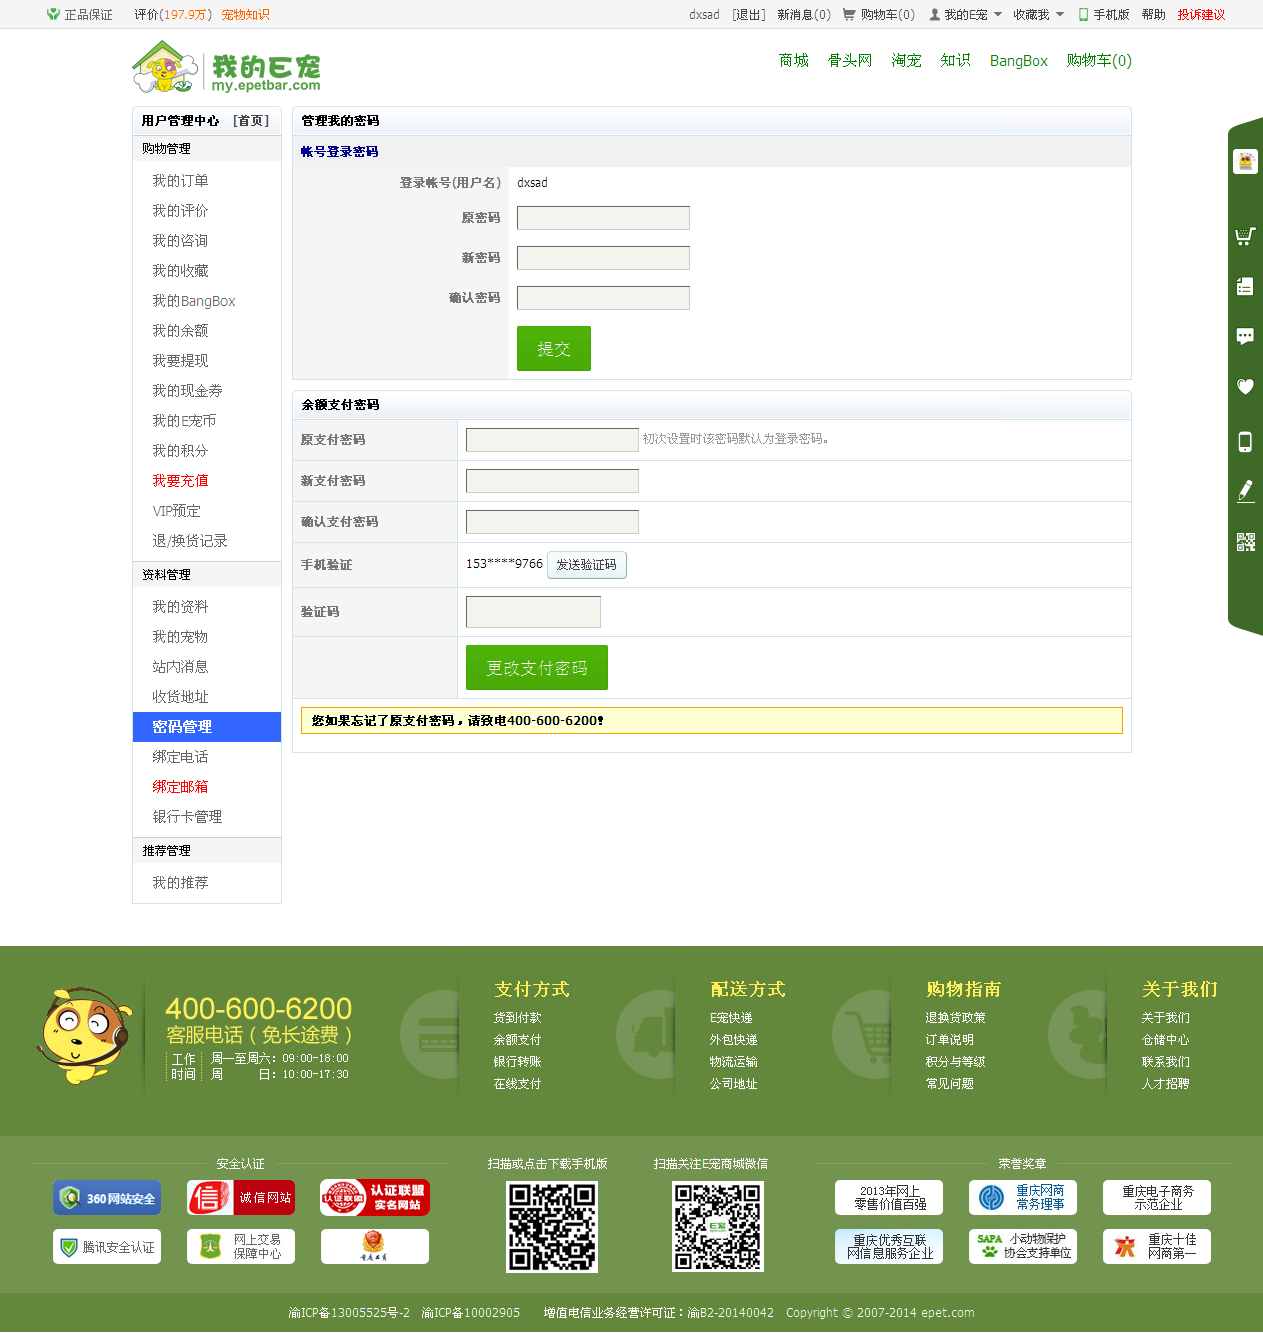 正品保证 评价(197.9万) 宠物知识 dxsad [退出] 新消息(0) 购物车(0) 我的E宠 收藏我 手机版 帮助 投诉建议
我的E宠
my.epetbar.com
商城 骨头网 淘宠 知识 BangBox 购物车(0)
用户管理中心 [首页]
购物管理
我的订单
我的评价
我的咨询
我的收藏
我的BangBox
我的余额
我要提现
我的现金券
我的E宠币
我的积分
我要充值
VIP预定
退/换货记录
资料管理
我的资料
我的宠物
站内消息
收货地址
密码管理
绑定电话
绑定邮箱
银行卡管理
推荐管理
我的推荐
管理我的密码
帐号登录密码
登录帐号(用户名) dxsad
原密码
新密码
确认密码
提交
余额支付密码
原支付密码 初次设置时该密码默认为登录密码。
新支付密码
确认支付密码
手机验证 153****9766 发送验证码
验证码
更改支付密码
您如果忘记了原支付密码，请致电400-600-6200!
400-600-6200
客服电话（免长途费）
工作时间
周一至周六：09:00-18:00
周 日：10:00-17:30
支付方式
货到付款
余额支付
银行转账
在线支付
配送方式
E宠快递
外包快递
物流运输
公司地址
购物指南
退换货政策
订单说明
积分与等级
常见问题
关于我们
关于我们
仓储中心
联系我们
人才招聘
安全认证
360网站安全
信 诚信网站
认证联盟 认证联盟
实名网站
腾讯安全认证
网上交易
保障中心
重庆工商
扫描或点击下载手机版
扫描关注E宠商城微信
E宠
荣誉奖章
2013年网上
零售价值百强
重庆网商
常务理事
重庆电子商务
示范企业
重庆优秀互联
网信息服务企业
SAPA 小动物保护
协会支持单位
重庆十佳
网商第一
渝ICP备13005525号-2 渝ICP备10002905 增值电信业务经营许可证：渝B2-20140042 Copyright © 2007-2014 epet.com